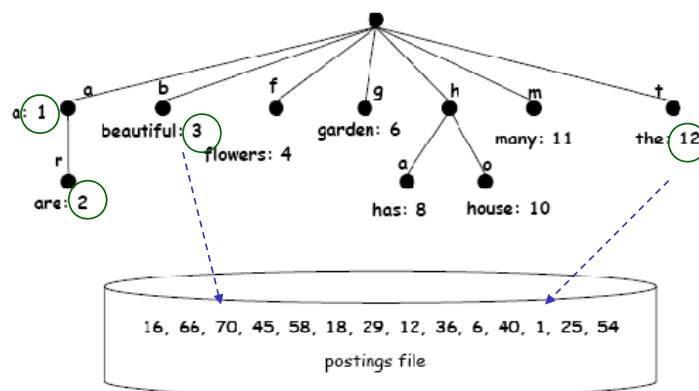 a b f g h m t
a: 1
beautiful: 3
flowers: 4
garden: 6
many: 11
the: 12
r a o
are: 2
has: 8
house: 10
16, 66, 70, 45, 58, 18, 29, 12, 36, 6, 40, 1, 25, 54
postings file